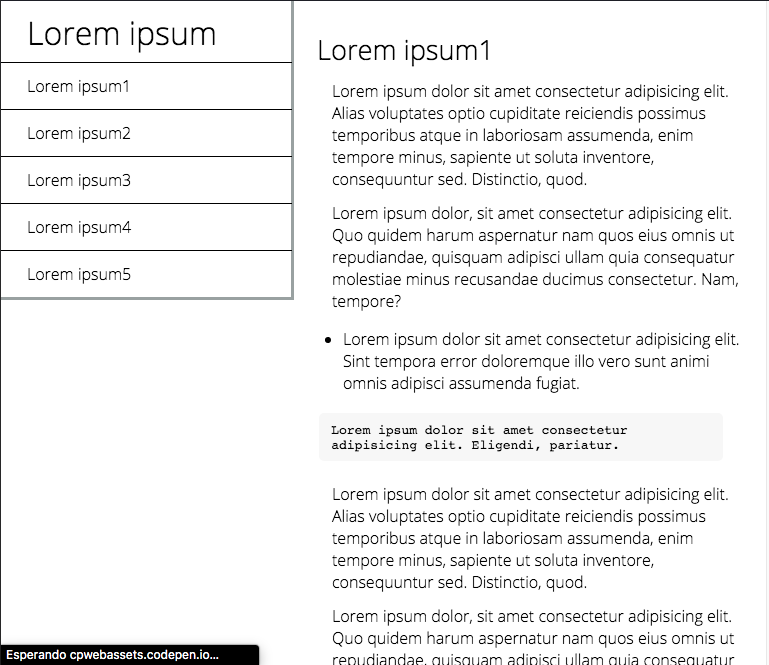 Lorem ipsum
Lorem ipsum1
Lorem ipsum2
Lorem ipsum3
Lorem ipsum4
Lorem ipsum5
Lorem ipsum1
Lorem ipsum dolor sit amet consectetur adipisicing elit.
Alias voluptates optio cupiditate reiciendis possimus
temporibus atque in laboriosam assumenda, enim
tempore minus, sapiente ut soluta inventore,
consequuntur sed. Distinctio, quod.
Lorem ipsum dolor, sit amet consectetur adipisicing elit.
Quo quidem harum aspernatur nam quos eius omnis ut
repudiandae, quisquam adipisci ullam quia consequatur
molestiae minus recusandae ducimus consectetur. Nam,
tempore?
• Lorem ipsum dolor sit amet consectetur adipisicing elit.
Sint tempora error doloremque illo vero sunt animi
omnis adipisci assumenda fugiat.
Lorem ipsum dolor sit amet consectetur
adipisicing elit. Eligendi, pariatur.
Lorem ipsum dolor sit amet consectetur adipisicing elit.
Alias voluptates optio cupiditate reiciendis possimus
temporibus atque in laboriosam assumenda, enim
tempore minus, sapiente ut soluta inventore,
consequuntur sed. Distinctio, quod.
Lorem ipsum dolor, sit amet consectetur adipisicing elit.
Quo quidem harum aspernatur nam quos eius omnis ut
repudiandae, quisquam adipisci ullam quia consequatur
Esperando cpwebassets.codepen.io...